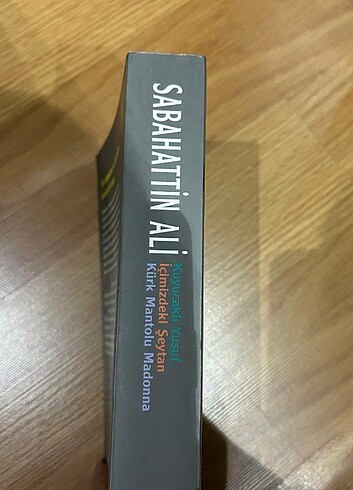 SABAHATTİN ALİ
Kuyucaklı Yusuf
İçimizdeki Şeytan
Kürk Mantolu Madonna